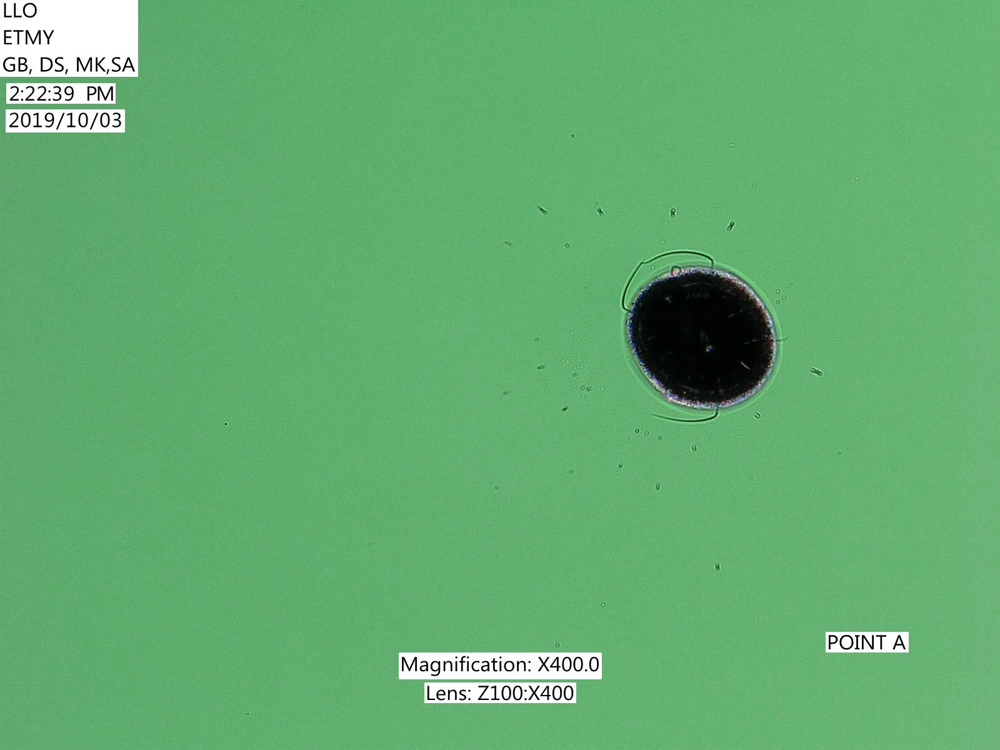 LLO
ETMY
GB, DS, MK,SA
2:22:39 PM
2019/10/03
POINT A
Magnification: X400.0
Lens: Z100:X400